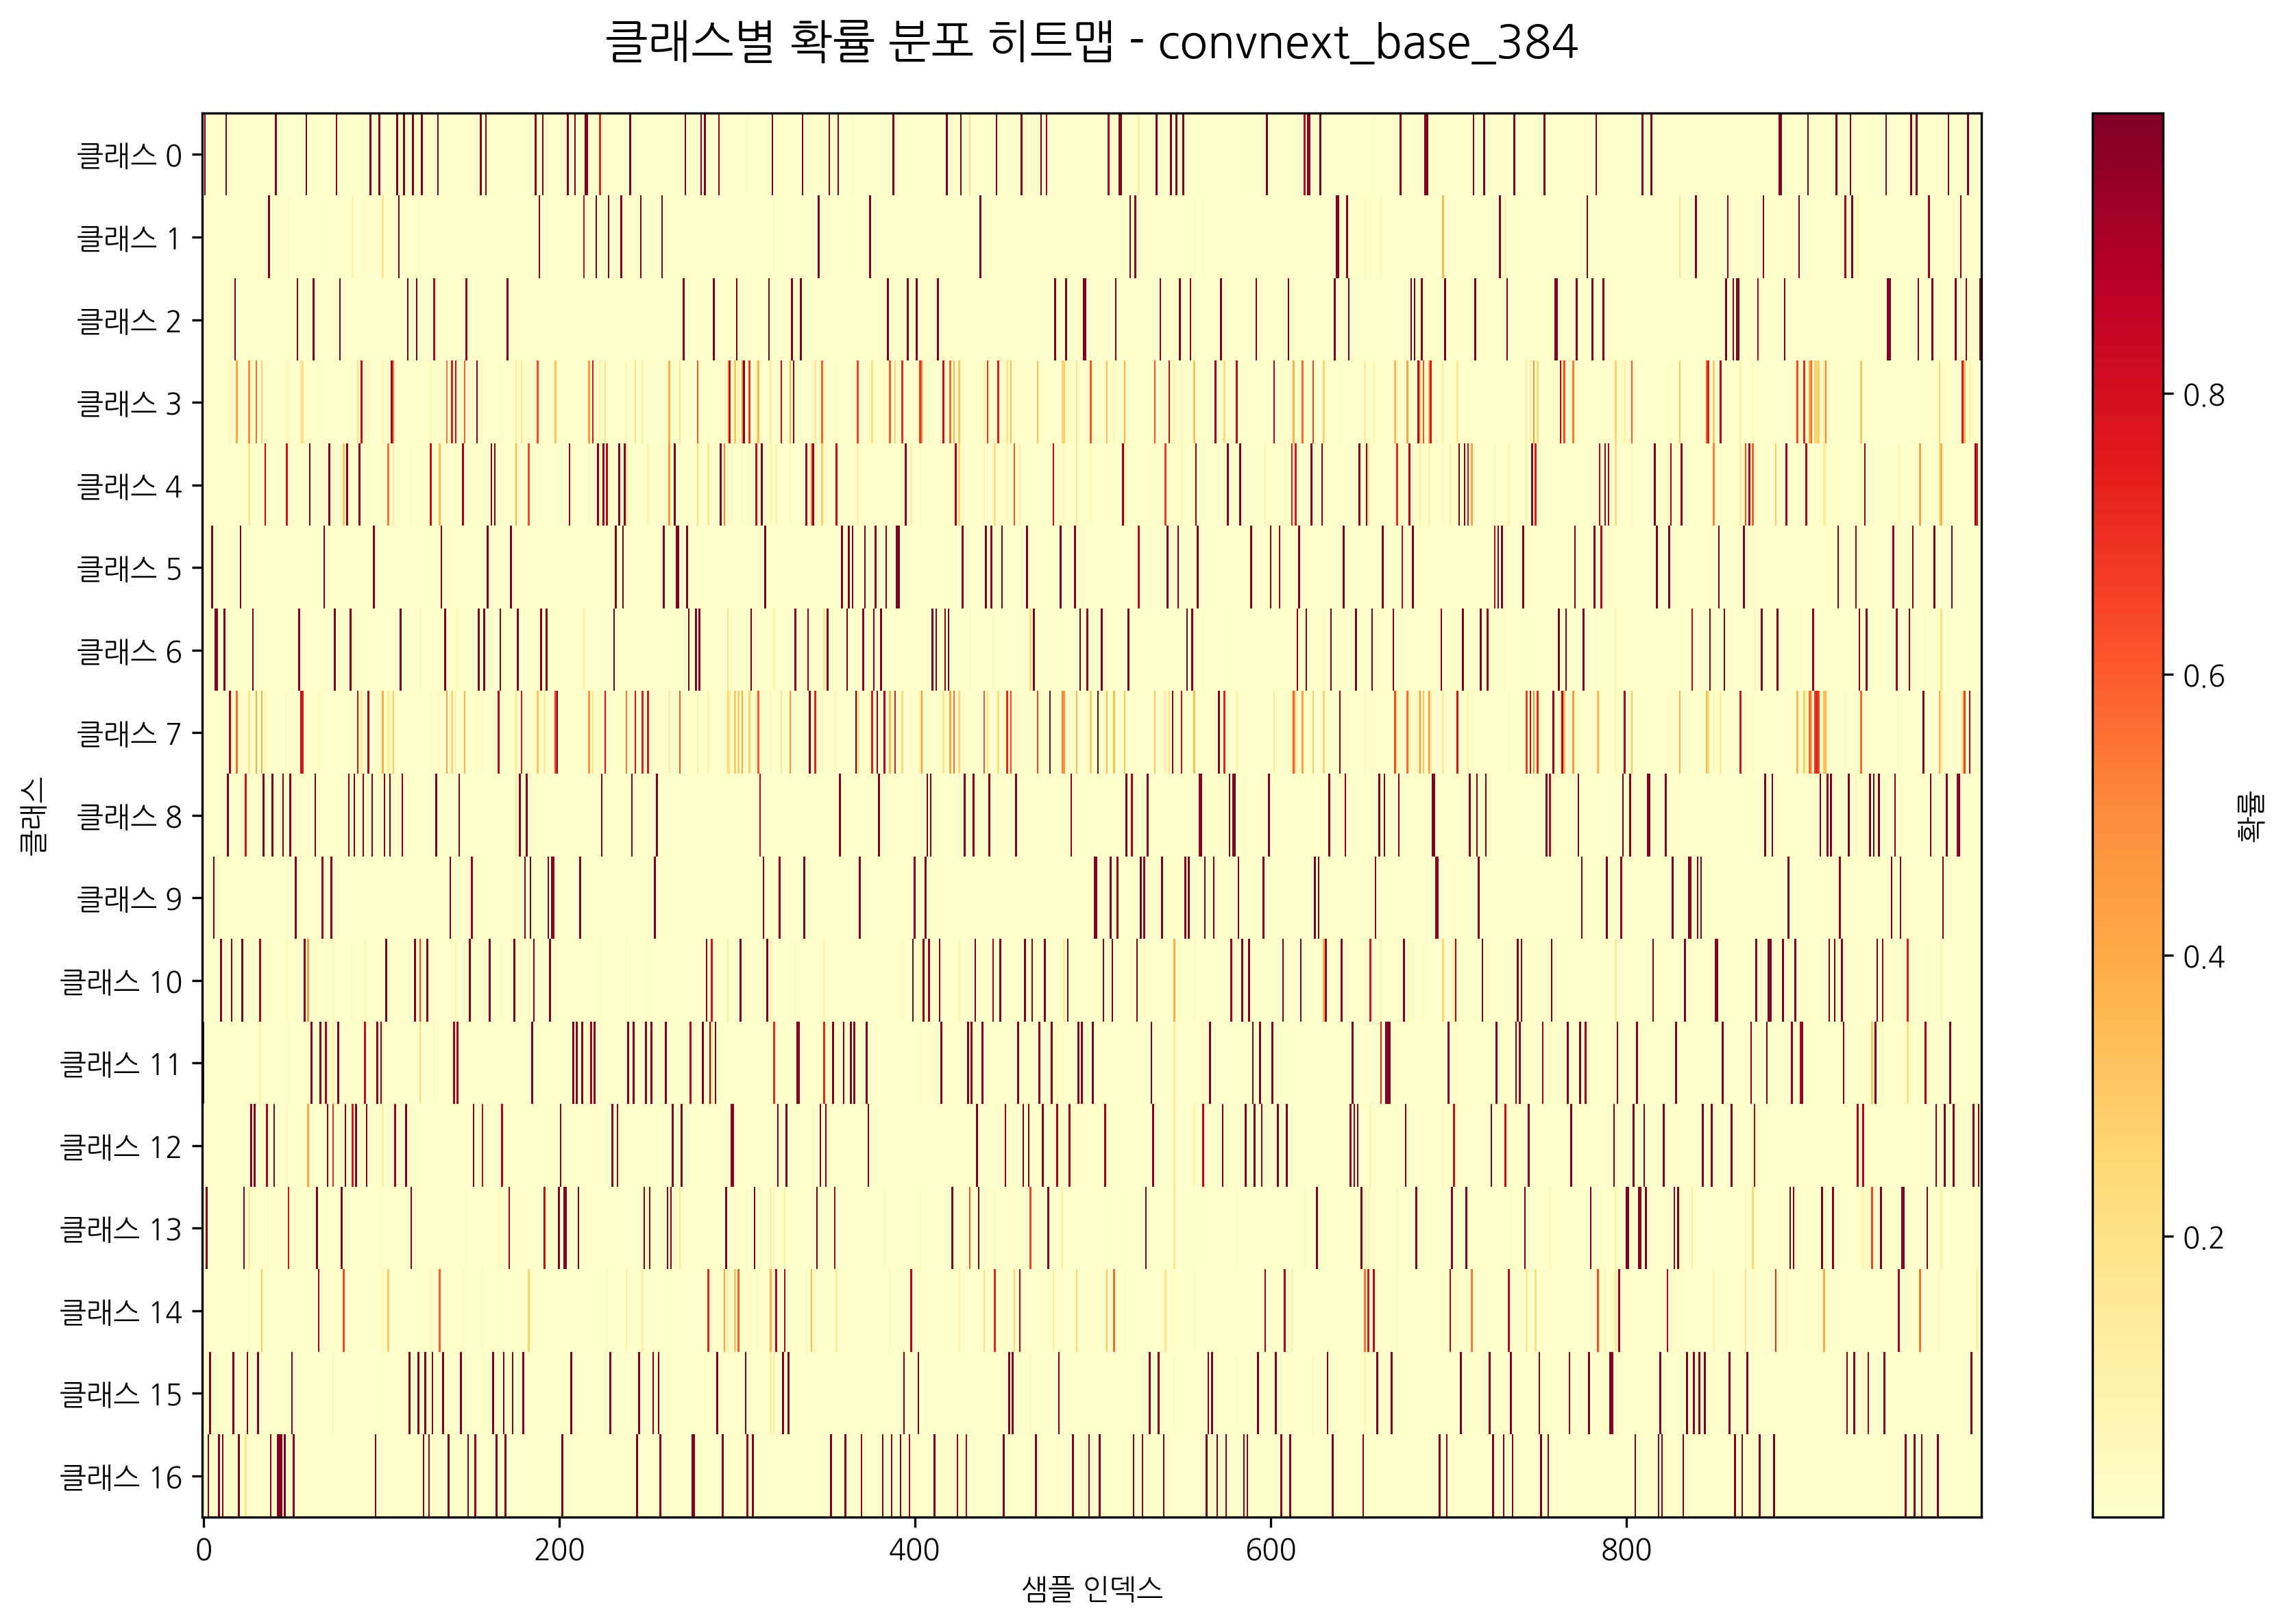 클래스별 확률 분포 히트맵 - convnext_base_384
클래스 0
클래스 1
클래스 2
클래스 3
클래스 4
클래스 5
클래스 6
클래스 7
클래스 8
클래스 9
클래스 10
클래스 11
클래스 12
클래스 13
클래스 14
클래스 15
클래스 16
클래스
0
200
400
600
800
샘플 인덱스
0.8
0.6
0.4
0.2
확률